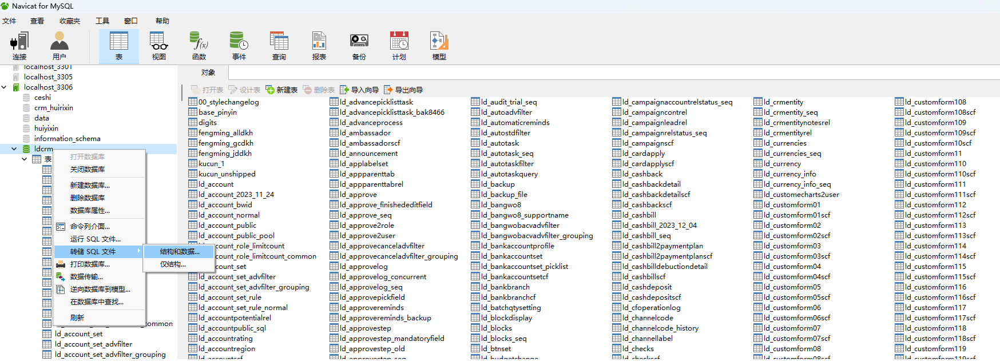 Navicat for MySQL
文件 查看 收藏夹 工具 窗口 帮助
连接 用户 表 视图 函数 事件 查询 报表 备份 计划 模型
localhost_3301
localhost_3305
localhost_3306
ceshi
crm_huirixin
data
huiyixin
information_schema
ldcrm
表
打开数据库
关闭数据库
新建数据库...
删除数据库
数据库属性...
命令列介面...
运行 SQL 文件...
转储 SQL 文件
结构和数据...
仅结构...
打印数据库...
数据传输...
逆向数据库到模型...
在数据库中查找...
刷新
_common
ld_account_set
ld_account_set_advfilter
ld_account_set_advfilter_grouping
对象
打开表 设计表 新建表 删除表 导入向导 导出向导
00_stylechangelog
base_pinyin
digits
fengming_alldkh
fengming_gcdkh
fengming_jddkh
kucun_1
kucun_unshipped
ld_account
ld_account_2023_11_24
ld_account_bwid
ld_account_normal
ld_account_public
ld_account_public_pool
account_role_limitcount
account_role_limitcount_common
account_set
ld_account_set_advfilter
ld_account_set_advfilter_grouping
ld_account_set_rule
ld_account_set_rule_normal
ld_accountpotentialrel
ld_accountpublic_sql
ld_accountrating
ld_accountregion
ld_accountscf
ld_advancepicklisttask
ld_advancepicklisttask_bak8466
ld_advanceprocess
ld_ambassador
ld_ambassadorscf
ld_announcement
ld_applabelset
ld_appparenttab
ld_appparenttabrel
ld_approve
ld_approve_finishededitfield
ld_approve_seq
ld_approve2role
ld_approve2user
ld_approvecanceladvfilter
ld_approvecanceladvfilter_grouping
ld_approvelog
ld_approvelog_concurrent
ld_approvelog_seq
ld_approvepickfield
ld_approvereminds
ld_approvereminds_backup
ld_approvestep
ld_approvestep_mandatoryfield
ld_approvestep_old
ld_approvestep_seq
ld_audit_trial_seq
ld_autoadvfilter
ld_automaticreminds
ld_autostdfilter
ld_autotask
ld_autotask_seq
ld_autotaskfilter
ld_autotaskquery
ld_backup
ld_backup_file
ld_bangwo8
ld_bangwo8_supportname
ld_bangwobacvadvfilter
ld_bangwobacvadvfilter_grouping
ld_bankaccountprofile
ld_bankaccountset
ld_bankaccountset_picklist
ld_bankaccountsetcf
ld_bankbranch
ld_bankbranchcf
ld_batchqtysetting
ld_blockdisplay
ld_blocks
ld_blocks_seq
ld_btnset
ld_budgetchange
ld_campaignaccountrelstatus_seq
ld_campaigncontrel
ld_campaignleadrel
ld_campaignrelstatus_seq
ld_campaignscf
ld_cardapply
ld_cardapplyscf
ld_cashback
ld_cashbackdetail
ld_cashbackdetailscf
ld_cashbackscf
ld_cashbill
ld_cashbill_2023_12_04
ld_cashbill_seq
ld_cashbill2paymentplan
ld_cashbill2paymentplanscf
ld_cashbilldebuctiondetail
ld_cashbillscf
ld_cashdeposit
ld_cashdepositscf
ld_cfoperationlog
ld_channelcode
ld_channelcode_history
ld_channellabel
ld_checks
ld_checkscf
ld_crmentity
ld_crmentity_seq
ld_crmentitynotesrel
ld_crmentityrel
ld_currencies
ld_currencies_seq
ld_currency
ld_currency_info
ld_currency_info_seq
ld_customecharts2user
ld_customform01
ld_customform01scf
ld_customform02
ld_customform02scf
ld_customform03
ld_customform03scf
ld_customform04
ld_customform04scf
ld_customform05
ld_customform05scf
ld_customform06
ld_customform06scf
ld_customform07
ld_customform07scf
ld_customform08
ld_customform08scf
ld_customform108
ld_customform108scf
ld_customform109
ld_customform109scf
ld_customform10scf
ld_customform11
ld_customform110
ld_customform110scf
ld_customform111
ld_customform111scf
ld_customform112
ld_customform112scf
ld_customform113
ld_customform113scf
ld_customform114
ld_customform114scf
ld_customform115
ld_customform115scf
ld_customform116
ld_customform116scf
ld_customform117
ld_customform117scf
ld_customform118
ld_customform118scf
ld_customform119
ld_customform119scf